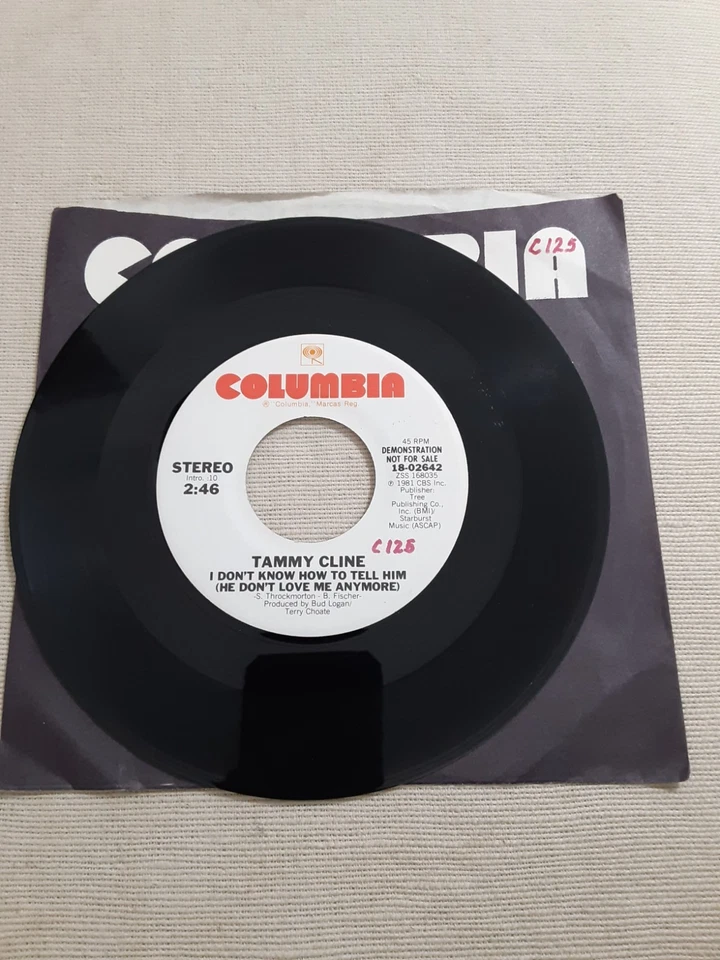 CO MBIA
C125
COLUMBIA
® "Columbia," Marcas Reg.
STEREO
Intro. :10
2:46
45 RPM
DEMONSTRATION
NOT FOR SALE
18-02642
ZSS 168035
℗ 1981 CBS Inc.
Publisher:
Tree
Publishing Co.,
Inc. (BMI)/
Starburst
Music (ASCAP)
C125
TAMMY CLINE
I DON'T KNOW HOW TO TELL HIM
(HE DON'T LOVE ME ANYMORE)
-S. Throckmorton - B. Fischer-
Produced by Bud Logan/
Terry Choate